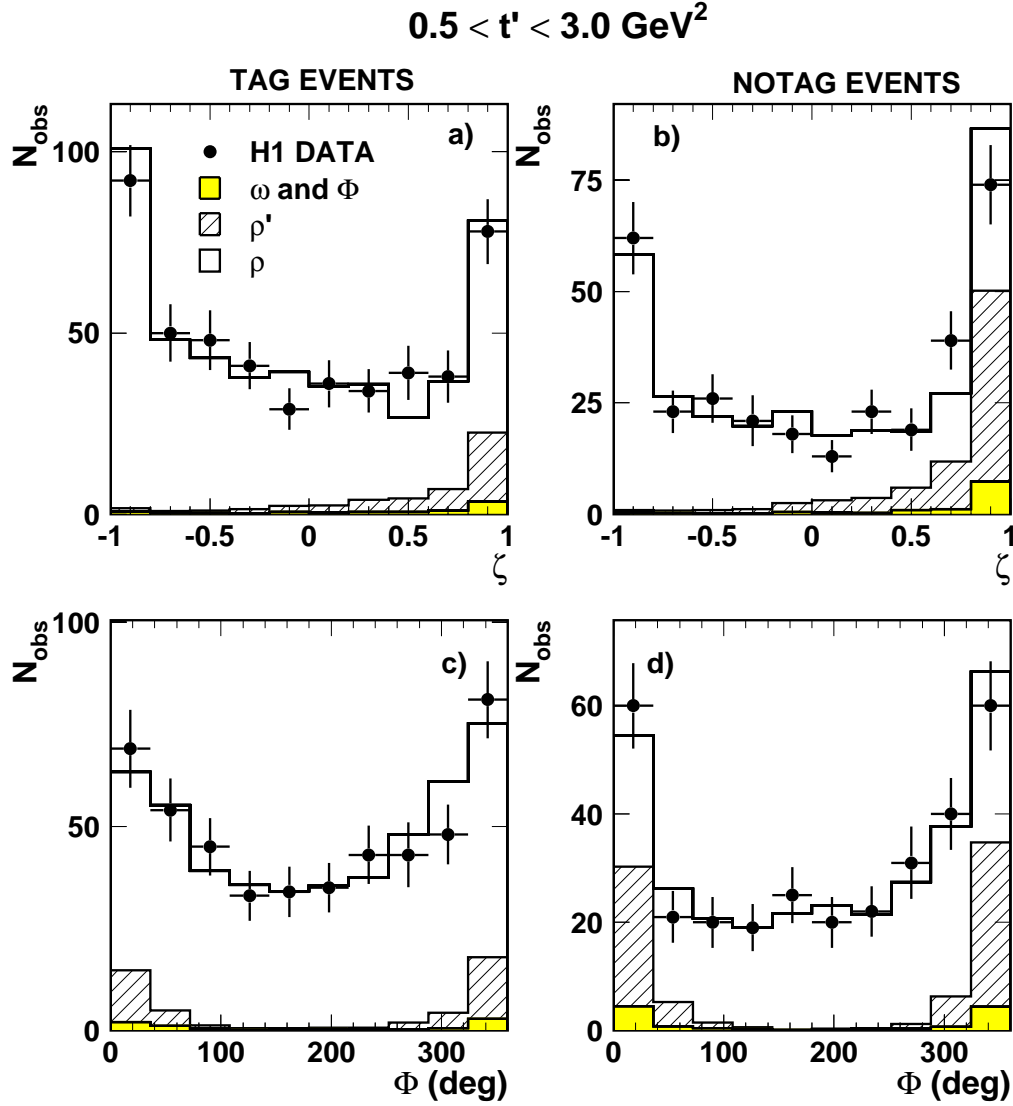 0.5 < t' < 3.0 GeV²
TAG EVENTS
NOTAG EVENTS
N_obs
a)
H1 DATA
ω and Φ
ρ'
ρ
100
50
0
-1 -0.5 0 0.5 1
ζ
N_obs
b)
75
50
25
0
-1 -0.5 0 0.5 1
ζ
N_obs
c)
100
50
0
0 100 200 300
Φ (deg)
N_obs
d)
60
40
20
0
0 100 200 300
Φ (deg)